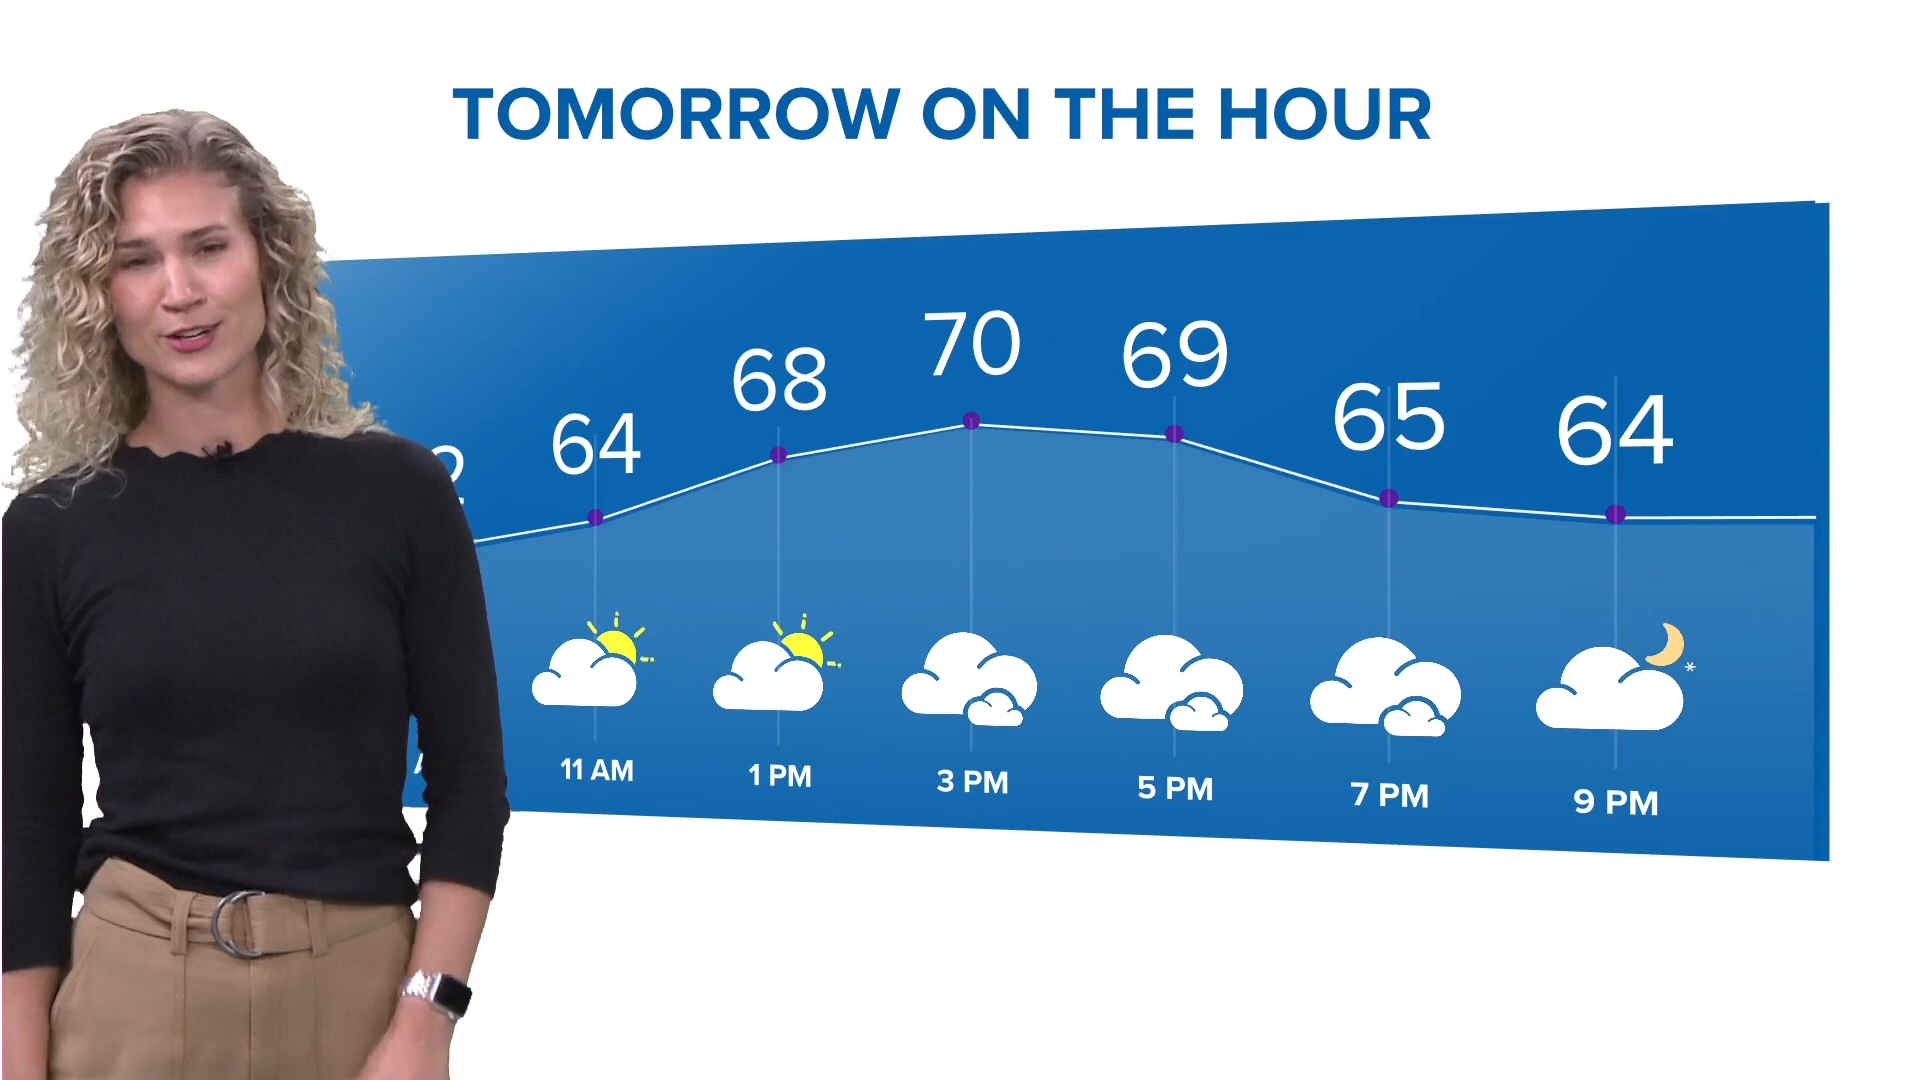 TOMORROW ON THE HOUR
64 68 70 69 65 64
11 AM 1 PM 3 PM 5 PM 7 PM 9 PM